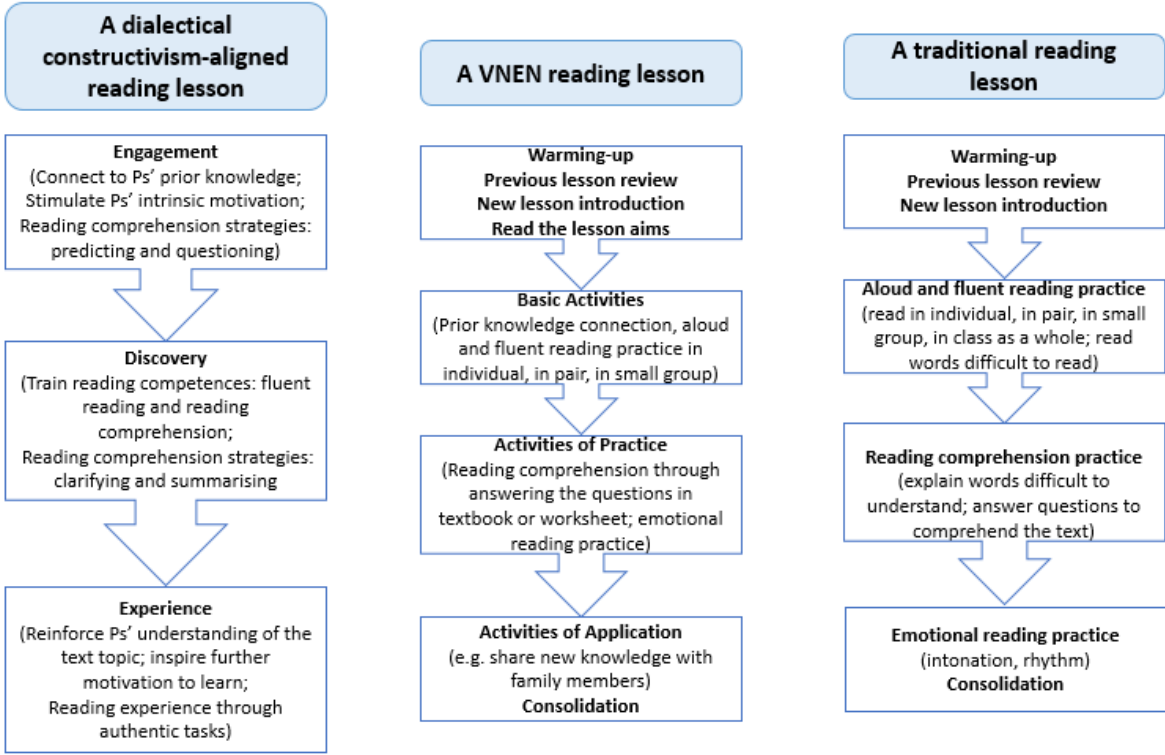 A dialectical
constructivism-aligned
reading lesson
Engagement
(Connect to Ps’ prior knowledge;
Stimulate Ps’ intrinsic motivation;
Reading comprehension strategies:
predicting and questioning)
Discovery
(Train reading competences: fluent
reading and reading
comprehension;
Reading comprehension strategies:
clarifying and summarising
Experience
(Reinforce Ps’ understanding of the
text topic; inspire further
motivation to learn;
Reading experience through
authentic tasks)
A VNEN reading lesson
Warming-up
Previous lesson review
New lesson introduction
Read the lesson aims
Basic Activities
(Prior knowledge connection, aloud
and fluent reading practice in
individual, in pair, in small group)
Activities of Practice
(Reading comprehension through
answering the questions in
textbook or worksheet; emotional
reading practice)
Activities of Application
(e.g. share new knowledge with
family members)
Consolidation
A traditional reading
lesson
Warming-up
Previous lesson review
New lesson introduction
Aloud and fluent reading practice
(read in individual, in pair, in small
group, in class as a whole; read
words difficult to read)
Reading comprehension practice
(explain words difficult to
understand; answer questions to
comprehend the text)
Emotional reading practice
(intonation, rhythm)
Consolidation